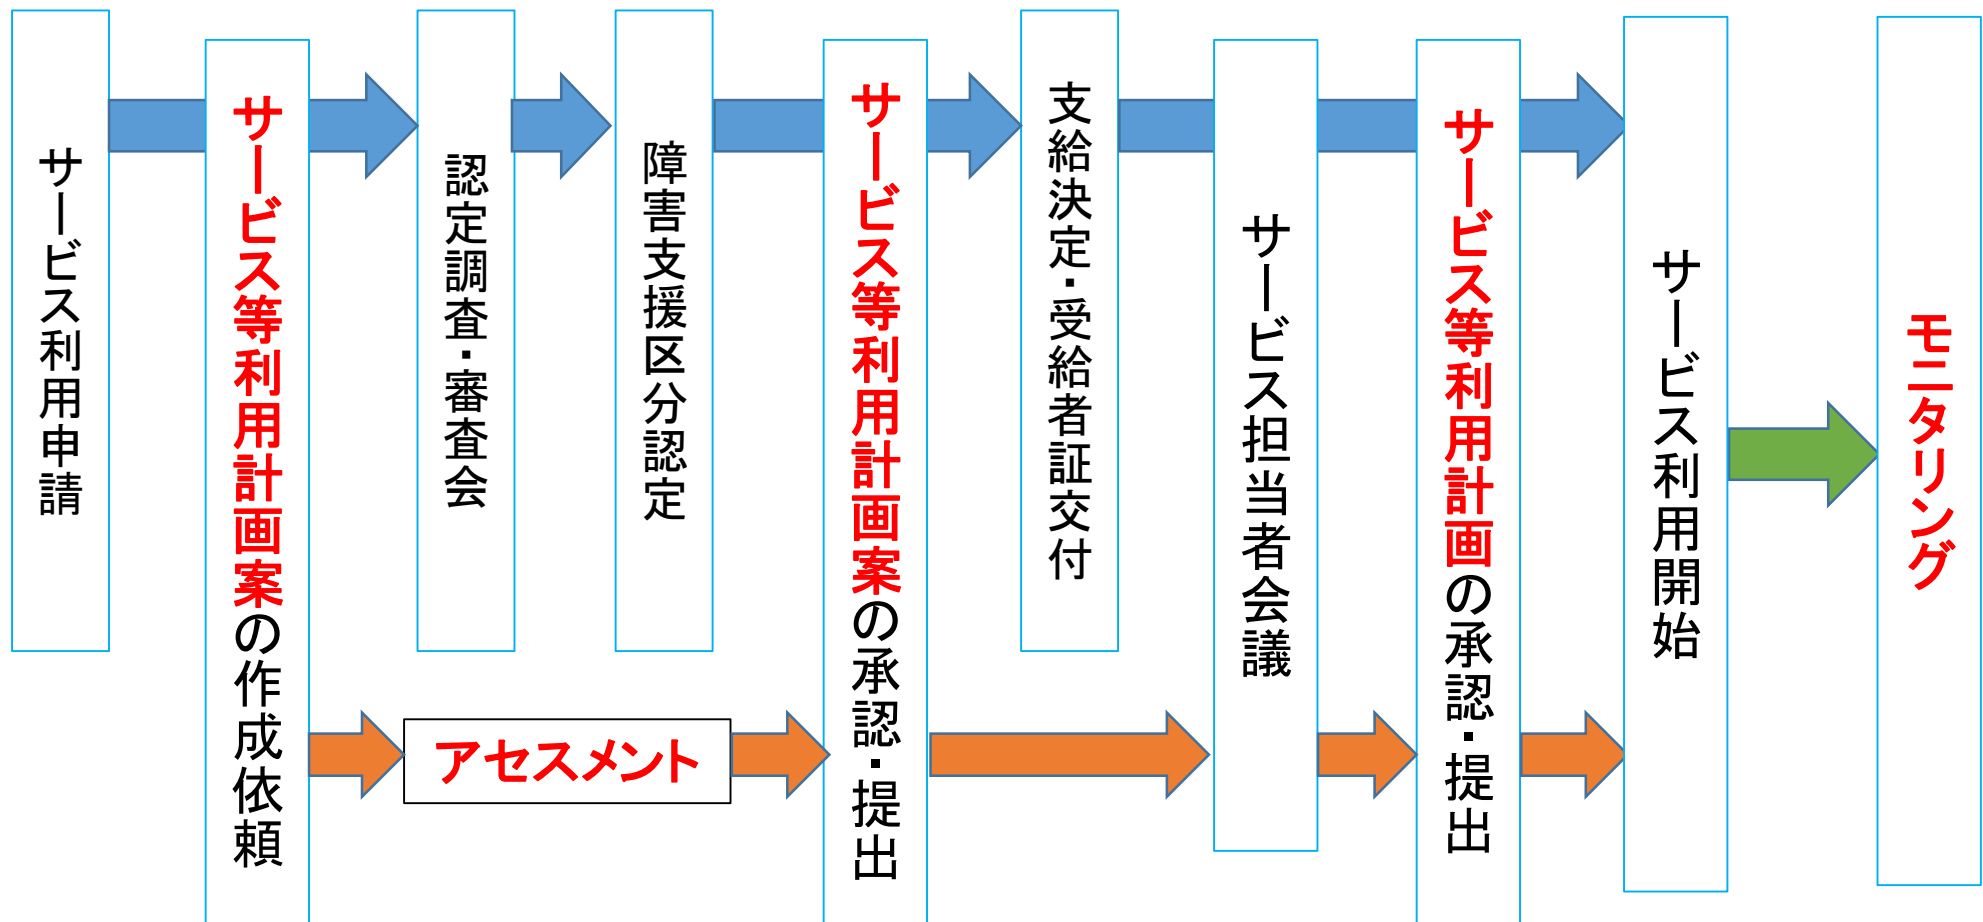 サービス利用申請
サービス等利用計画案の作成依頼
認定調査・審査会
障害支援区分認定
アセスメント
サービス等利用計画案の承認・提出
支給決定・受給者証交付
サービス担当者会議
サービス等利用計画の承認・提出
サービス利用開始
モニタリング